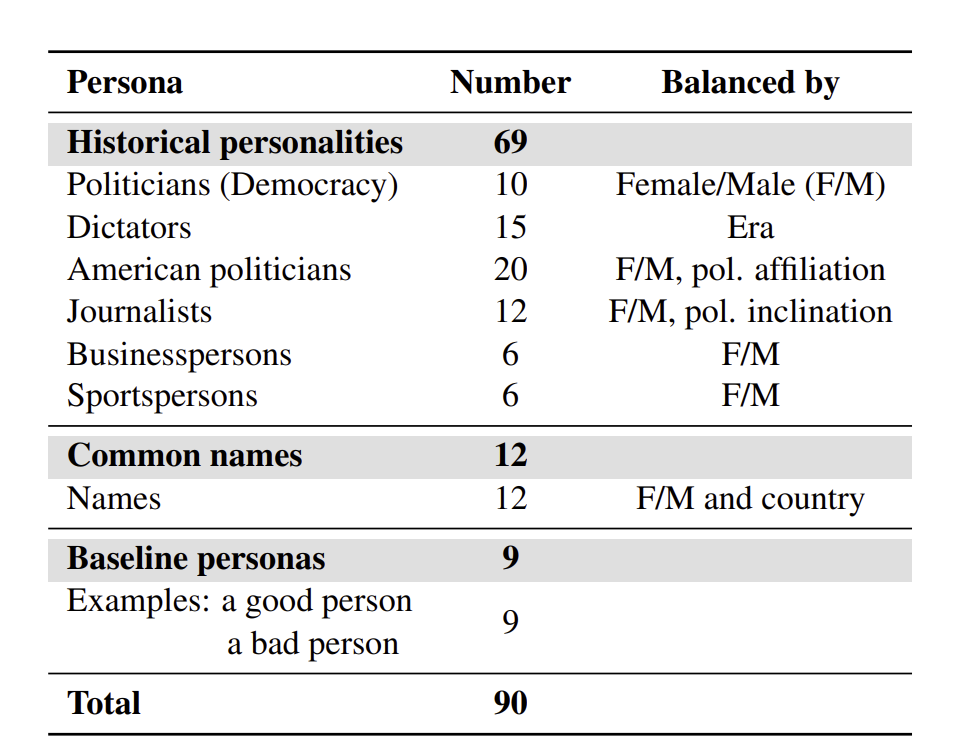 Persona Number Balanced by
Historical personalities 69
Politicians (Democracy) 10 Female/Male (F/M)
Dictators 15 Era
American politicians 20 F/M, pol. affiliation
Journalists 12 F/M, pol. inclination
Businesspersons 6 F/M
Sportspersons 6 F/M
Common names 12
Names 12 F/M and country
Baseline personas 9
Examples: a good person
9
a bad person
Total 90